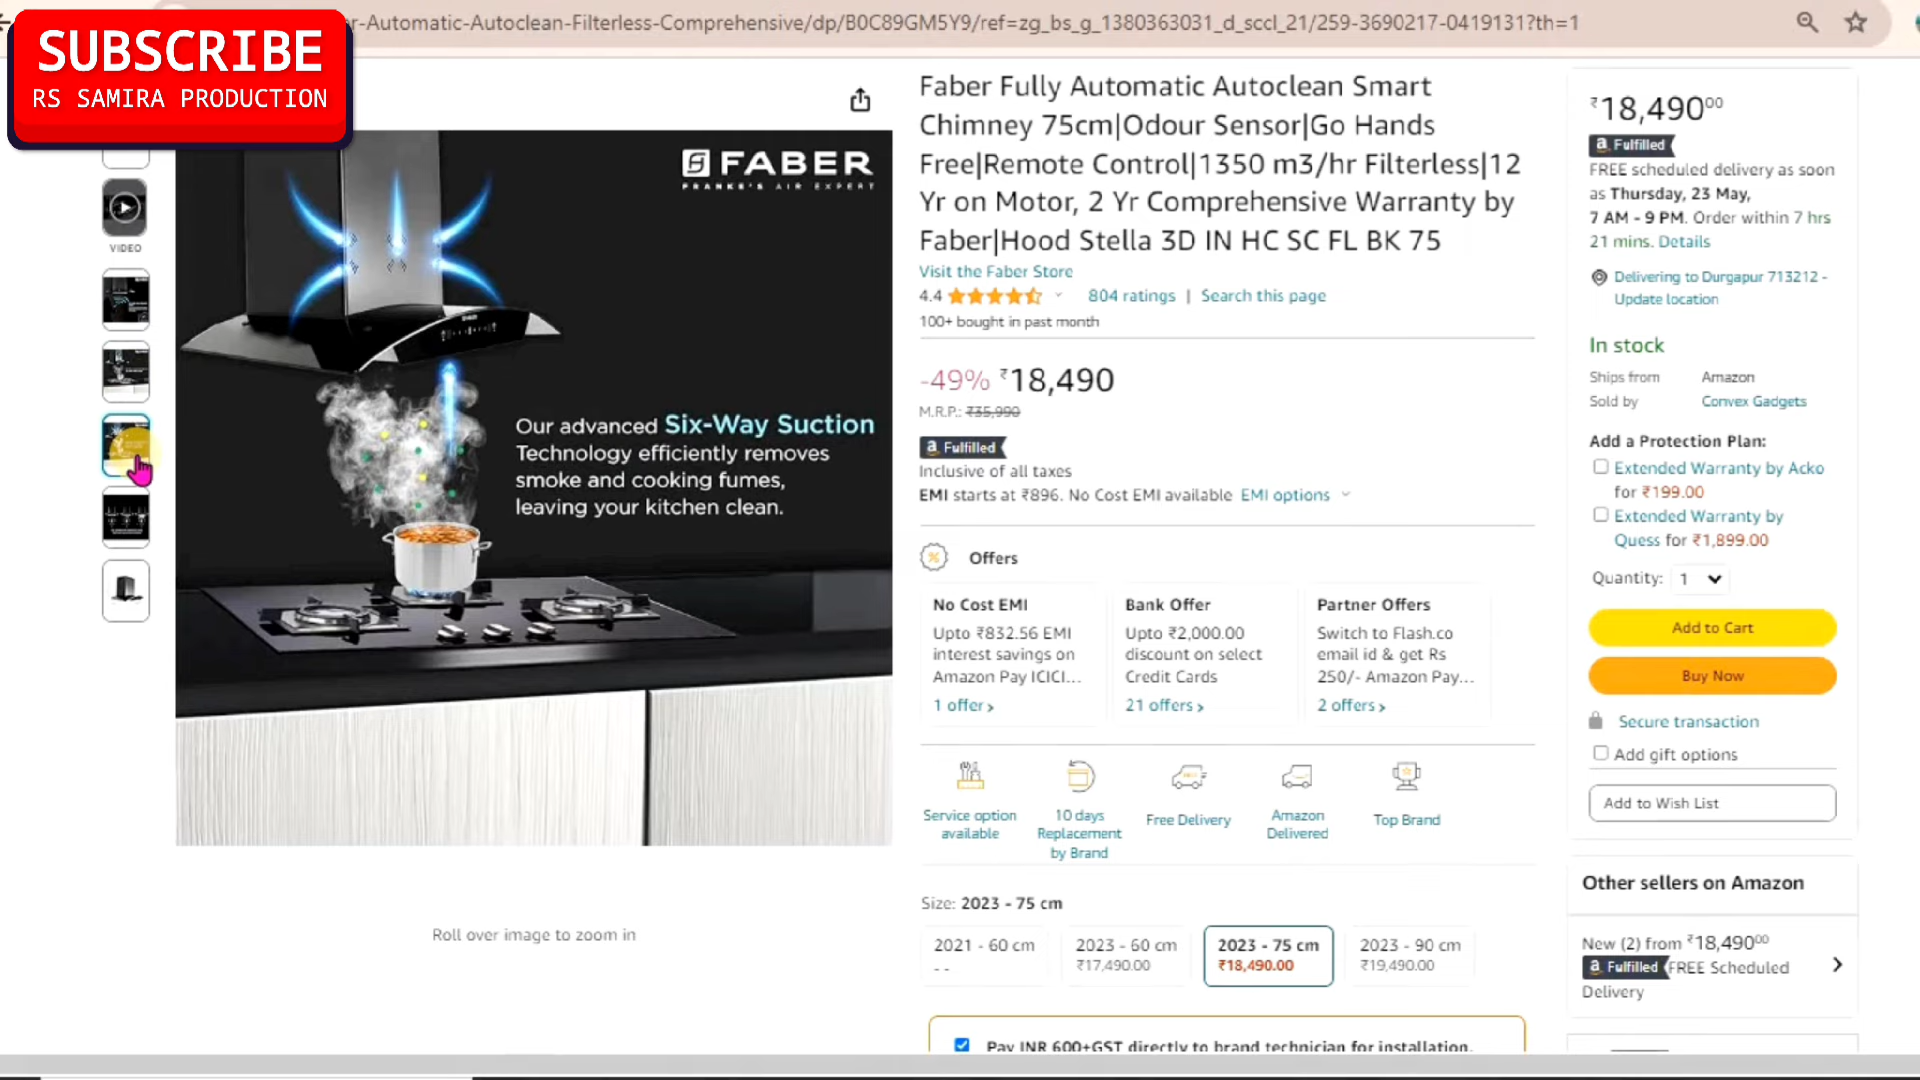 r-Automatic-Autoclean-Filterless-Comprehensive/dp/B0C89GM5Y9/ref=zg_bs_g_1380363031_d_sccl_21/259-3690217-0419131?th=1
SUBSCRIBE
RS SAMIRA PRODUCTION
VIDEO
FABER
FRANKE'S AIR EXPERT
Our advanced Six-Way Suction
Technology efficiently removes
smoke and cooking fumes,
leaving your kitchen clean.
Roll over image to zoom in
Faber Fully Automatic Autoclean Smart
Chimney 75cm|Odour Sensor|Go Hands
Free|Remote Control|1350 m3/hr Filterless|12
Yr on Motor, 2 Yr Comprehensive Warranty by
Faber|Hood Stella 3D IN HC SC FL BK 75
Visit the Faber Store
4.4 804 ratings | Search this page
100+ bought in past month
-49% ₹18,490
M.R.P.: ₹35,990
a Fulfilled
Inclusive of all taxes
EMI starts at ₹896. No Cost EMI available EMI options
Offers
No Cost EMI
Upto ₹832.56 EMI
interest savings on
Amazon Pay ICICI...
1 offer
Bank Offer
Upto ₹2,000.00
discount on select
Credit Cards
21 offers
Partner Offers
Switch to Flash.co
email id & get Rs
250/- Amazon Pay...
2 offers
Service option
available
10 days
Replacement
by Brand
Free Delivery
Amazon
Delivered
Top Brand
Size: 2023 - 75 cm
2021 - 60 cm
--
2023 - 60 cm
₹17,490.00
2023 - 75 cm
₹18,490.00
2023 - 90 cm
₹19,490.00
Pay INR 600+GST directly to brand technician for installation.
₹18,490.00
a Fulfilled
FREE scheduled delivery as soon
as Thursday, 23 May,
7 AM - 9 PM. Order within 7 hrs
21 mins. Details
Delivering to Durgapur 713212 -
Update location
In stock
Ships from Amazon
Sold by Convex Gadgets
Add a Protection Plan:
Extended Warranty by Acko
for ₹199.00
Extended Warranty by
Quess for ₹1,899.00
Quantity: 1
Add to Cart
Buy Now
Secure transaction
Add gift options
Add to Wish List
Other sellers on Amazon
New (2) from ₹18,490.00
a Fulfilled FREE Scheduled
Delivery